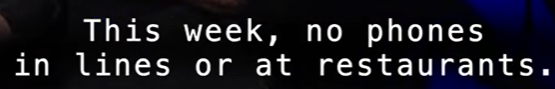 This week, no phones
in lines or at restaurants.